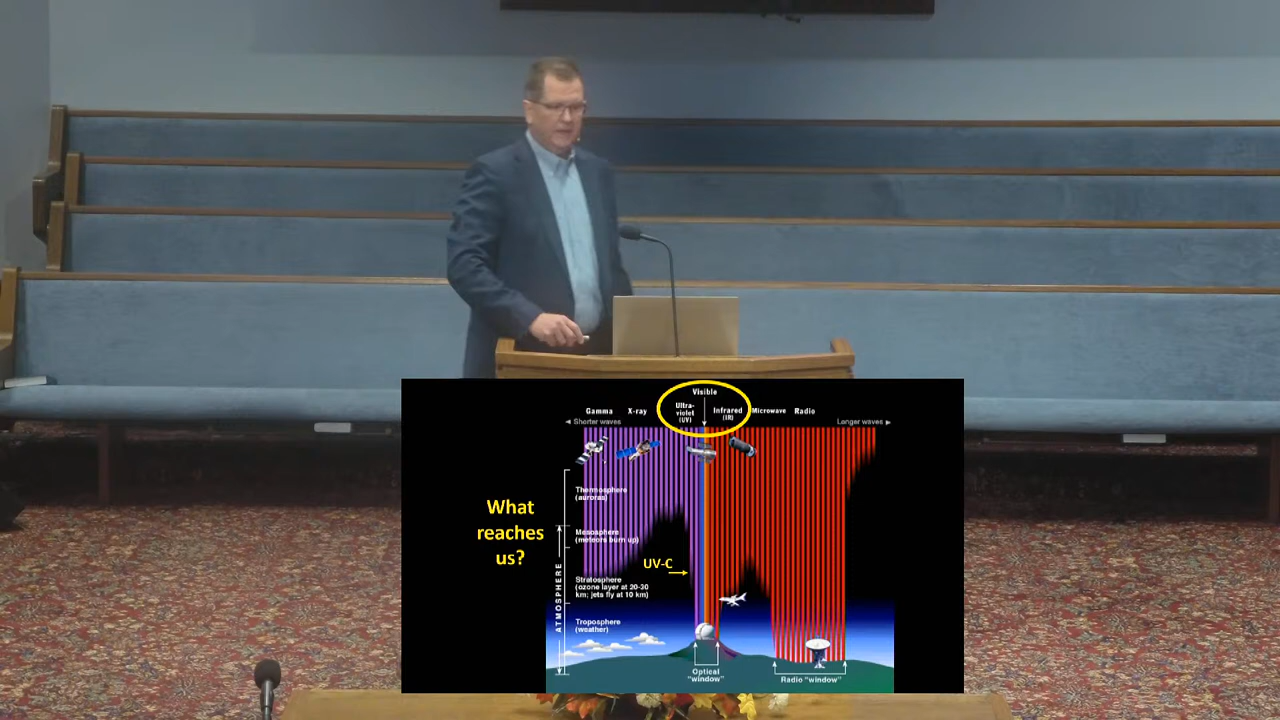 Visible
Gamma
X-ray
Ultra-
violet
(UV)
Infrared
(IR)
Microwave
Radio
◄ Shorter waves
Longer waves ►
Thermosphere
(auroras)
What
reaches
us?
Mesosphere
(meteors burn up)
UV-C
Stratosphere
(ozone layer at 20-30
km; jets fly at 10 km)
ATMOSPHERE
Troposphere
(weather)
Optical
"window"
Radio "window"